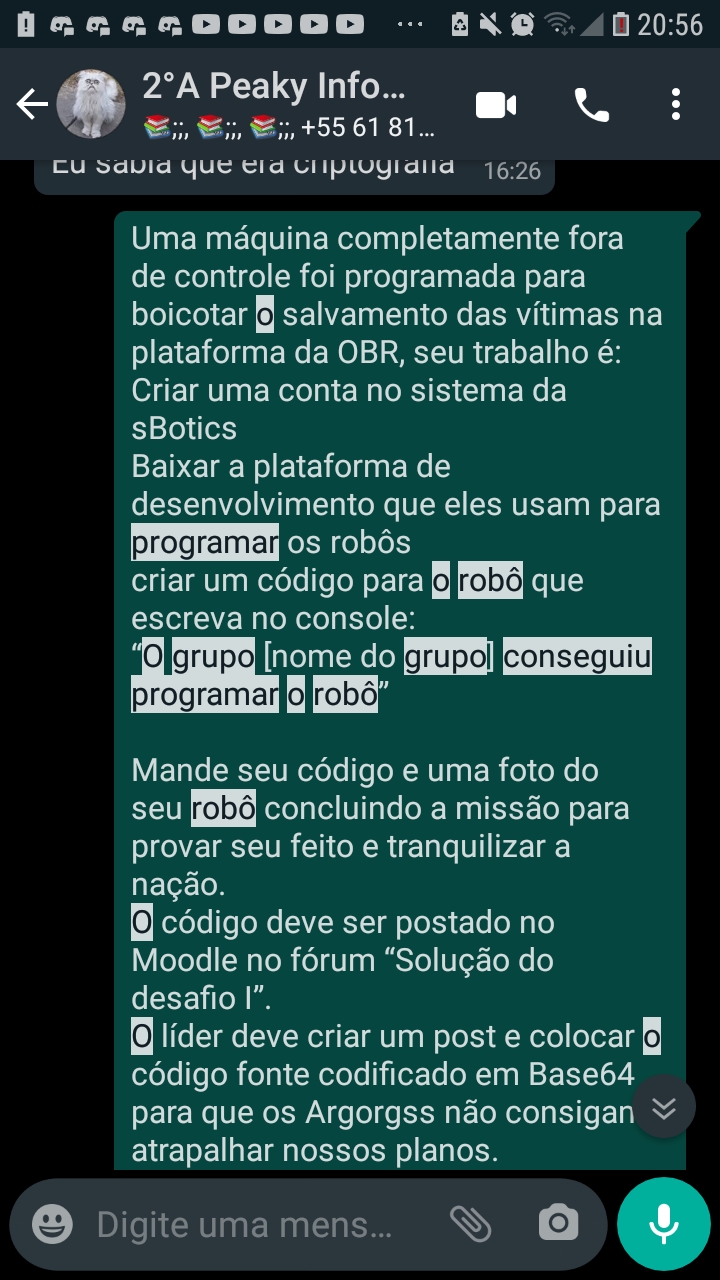 20:56
2°A Peaky Info...
📚;;, 📚;;, 📚;;, +55 61 81...
Eu sabia que era criptografia 16:26
Uma máquina completamente fora
de controle foi programada para
boicotar o salvamento das vítimas na
plataforma da OBR, seu trabalho é:
Criar uma conta no sistema da
sBotics
Baixar a plataforma de
desenvolvimento que eles usam para
programar os robôs
criar um código para o robô que
escreva no console:
“O grupo [nome do grupo] conseguiu
programar o robô”
Mande seu código e uma foto do
seu robô concluindo a missão para
provar seu feito e tranquilizar a
nação.
O código deve ser postado no
Moodle no fórum “Solução do
desafio I”.
O líder deve criar um post e colocar o
código fonte codificado em Base64
para que os Argorgss não consigan
atrapalhar nossos planos.
Digite uma mens...